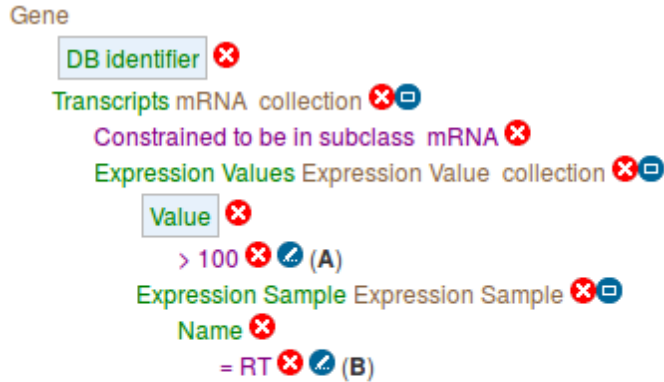 Gene
DB identifier
Transcripts mRNA collection
Constrained to be in subclass mRNA
Expression Values Expression Value collection
Value
> 100 (A)
Expression Sample Expression Sample
Name
= RT (B)